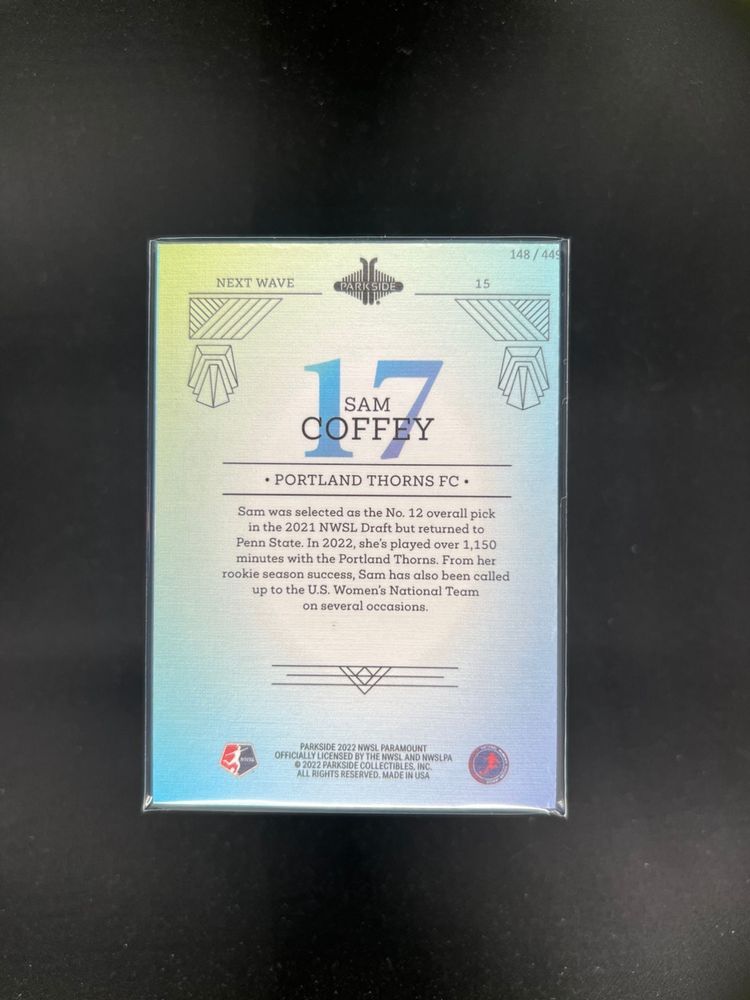 148 / 449
NEXT WAVE
PARKSIDE
15
17
SAM
COFFEY
• PORTLAND THORNS FC •
Sam was selected as the No. 12 overall pick
in the 2021 NWSL Draft but returned to
Penn State. In 2022, she's played over 1,150
minutes with the Portland Thorns. From her
rookie season success, Sam has also been called
up to the U.S. Women's National Team
on several occasions.
PARKSIDE 2022 NWSL PARAMOUNT
OFFICIALLY LICENSED BY THE NWSL AND NWSLPA
© 2022 PARKSIDE COLLECTIBLES, INC.
ALL RIGHTS RESERVED. MADE IN USA
NWSL